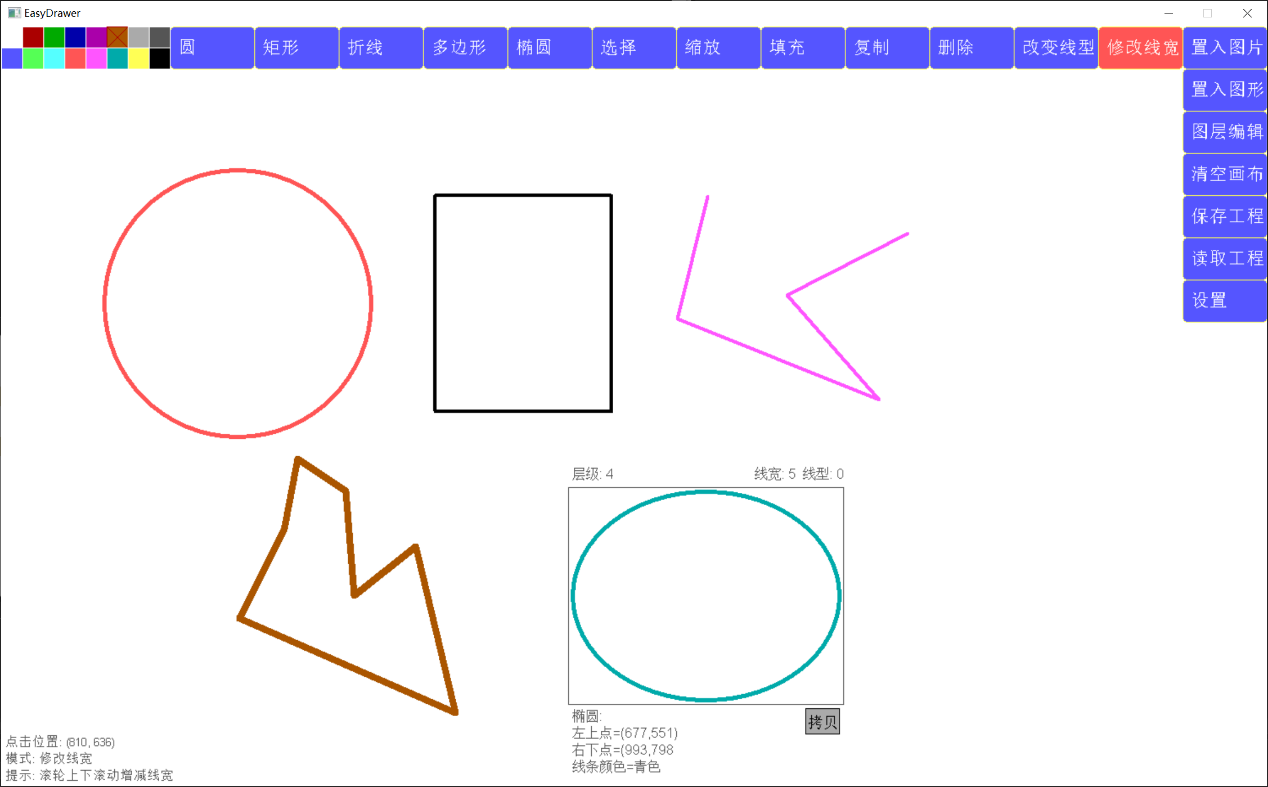 EasyDrawer
圆 矩形 折线 多边形 椭圆 选择 缩放 填充 复制 删除 改变线型 修改线宽 置入图片
置入图形
图层编辑
清空画布
保存工程
读取工程
设置
层级: 4 线宽: 5 线型: 0
椭圆:
左上点=(677,551)
右下点=(993,798
线条颜色=青色
拷贝
点击位置: (810, 636)
模式: 修改线宽
提示: 滚轮上下滚动增减线宽